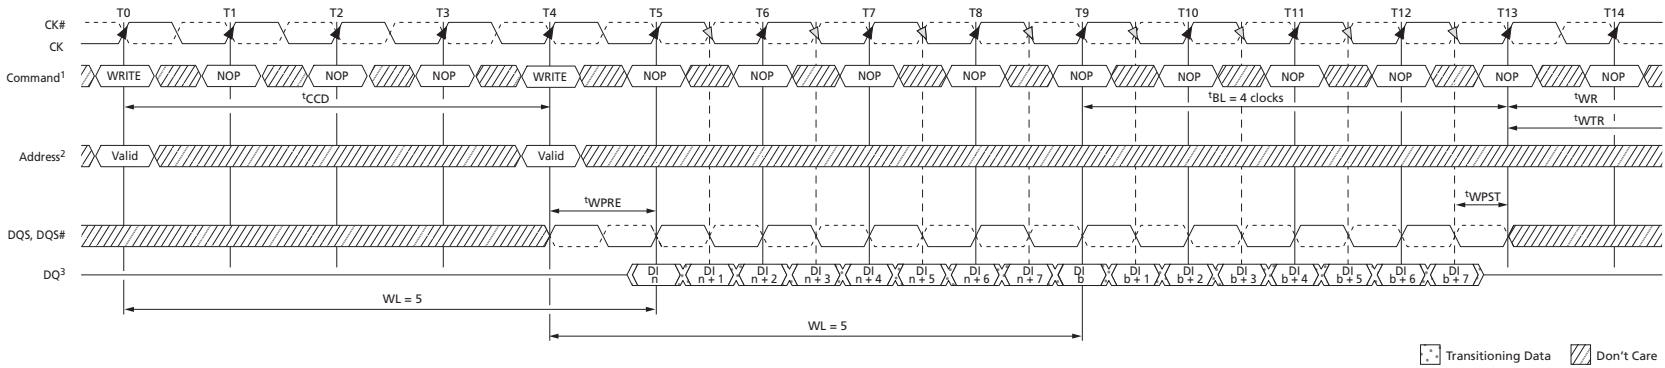 T0 T1 T2 T3 T4 T5 T6 T7 T8 T9 T10 T11 T12 T13 T14
CK#
CK
Command1 WRITE NOP NOP NOP WRITE NOP NOP NOP NOP NOP NOP NOP NOP NOP NOP
tCCD tBL = 4 clocks tWR
tWTR
Address2 Valid Valid
tWPRE tWPST
DQS, DQS#
DQ3 DI n DI n + 1 DI n + 2 DI n + 3 DI n + 4 DI n + 5 DI n + 6 DI n + 7 DI b DI b + 1 DI b + 2 DI b + 3 DI b + 4 DI b + 5 DI b + 6 DI b + 7
WL = 5
WL = 5
Transitioning Data Don't Care